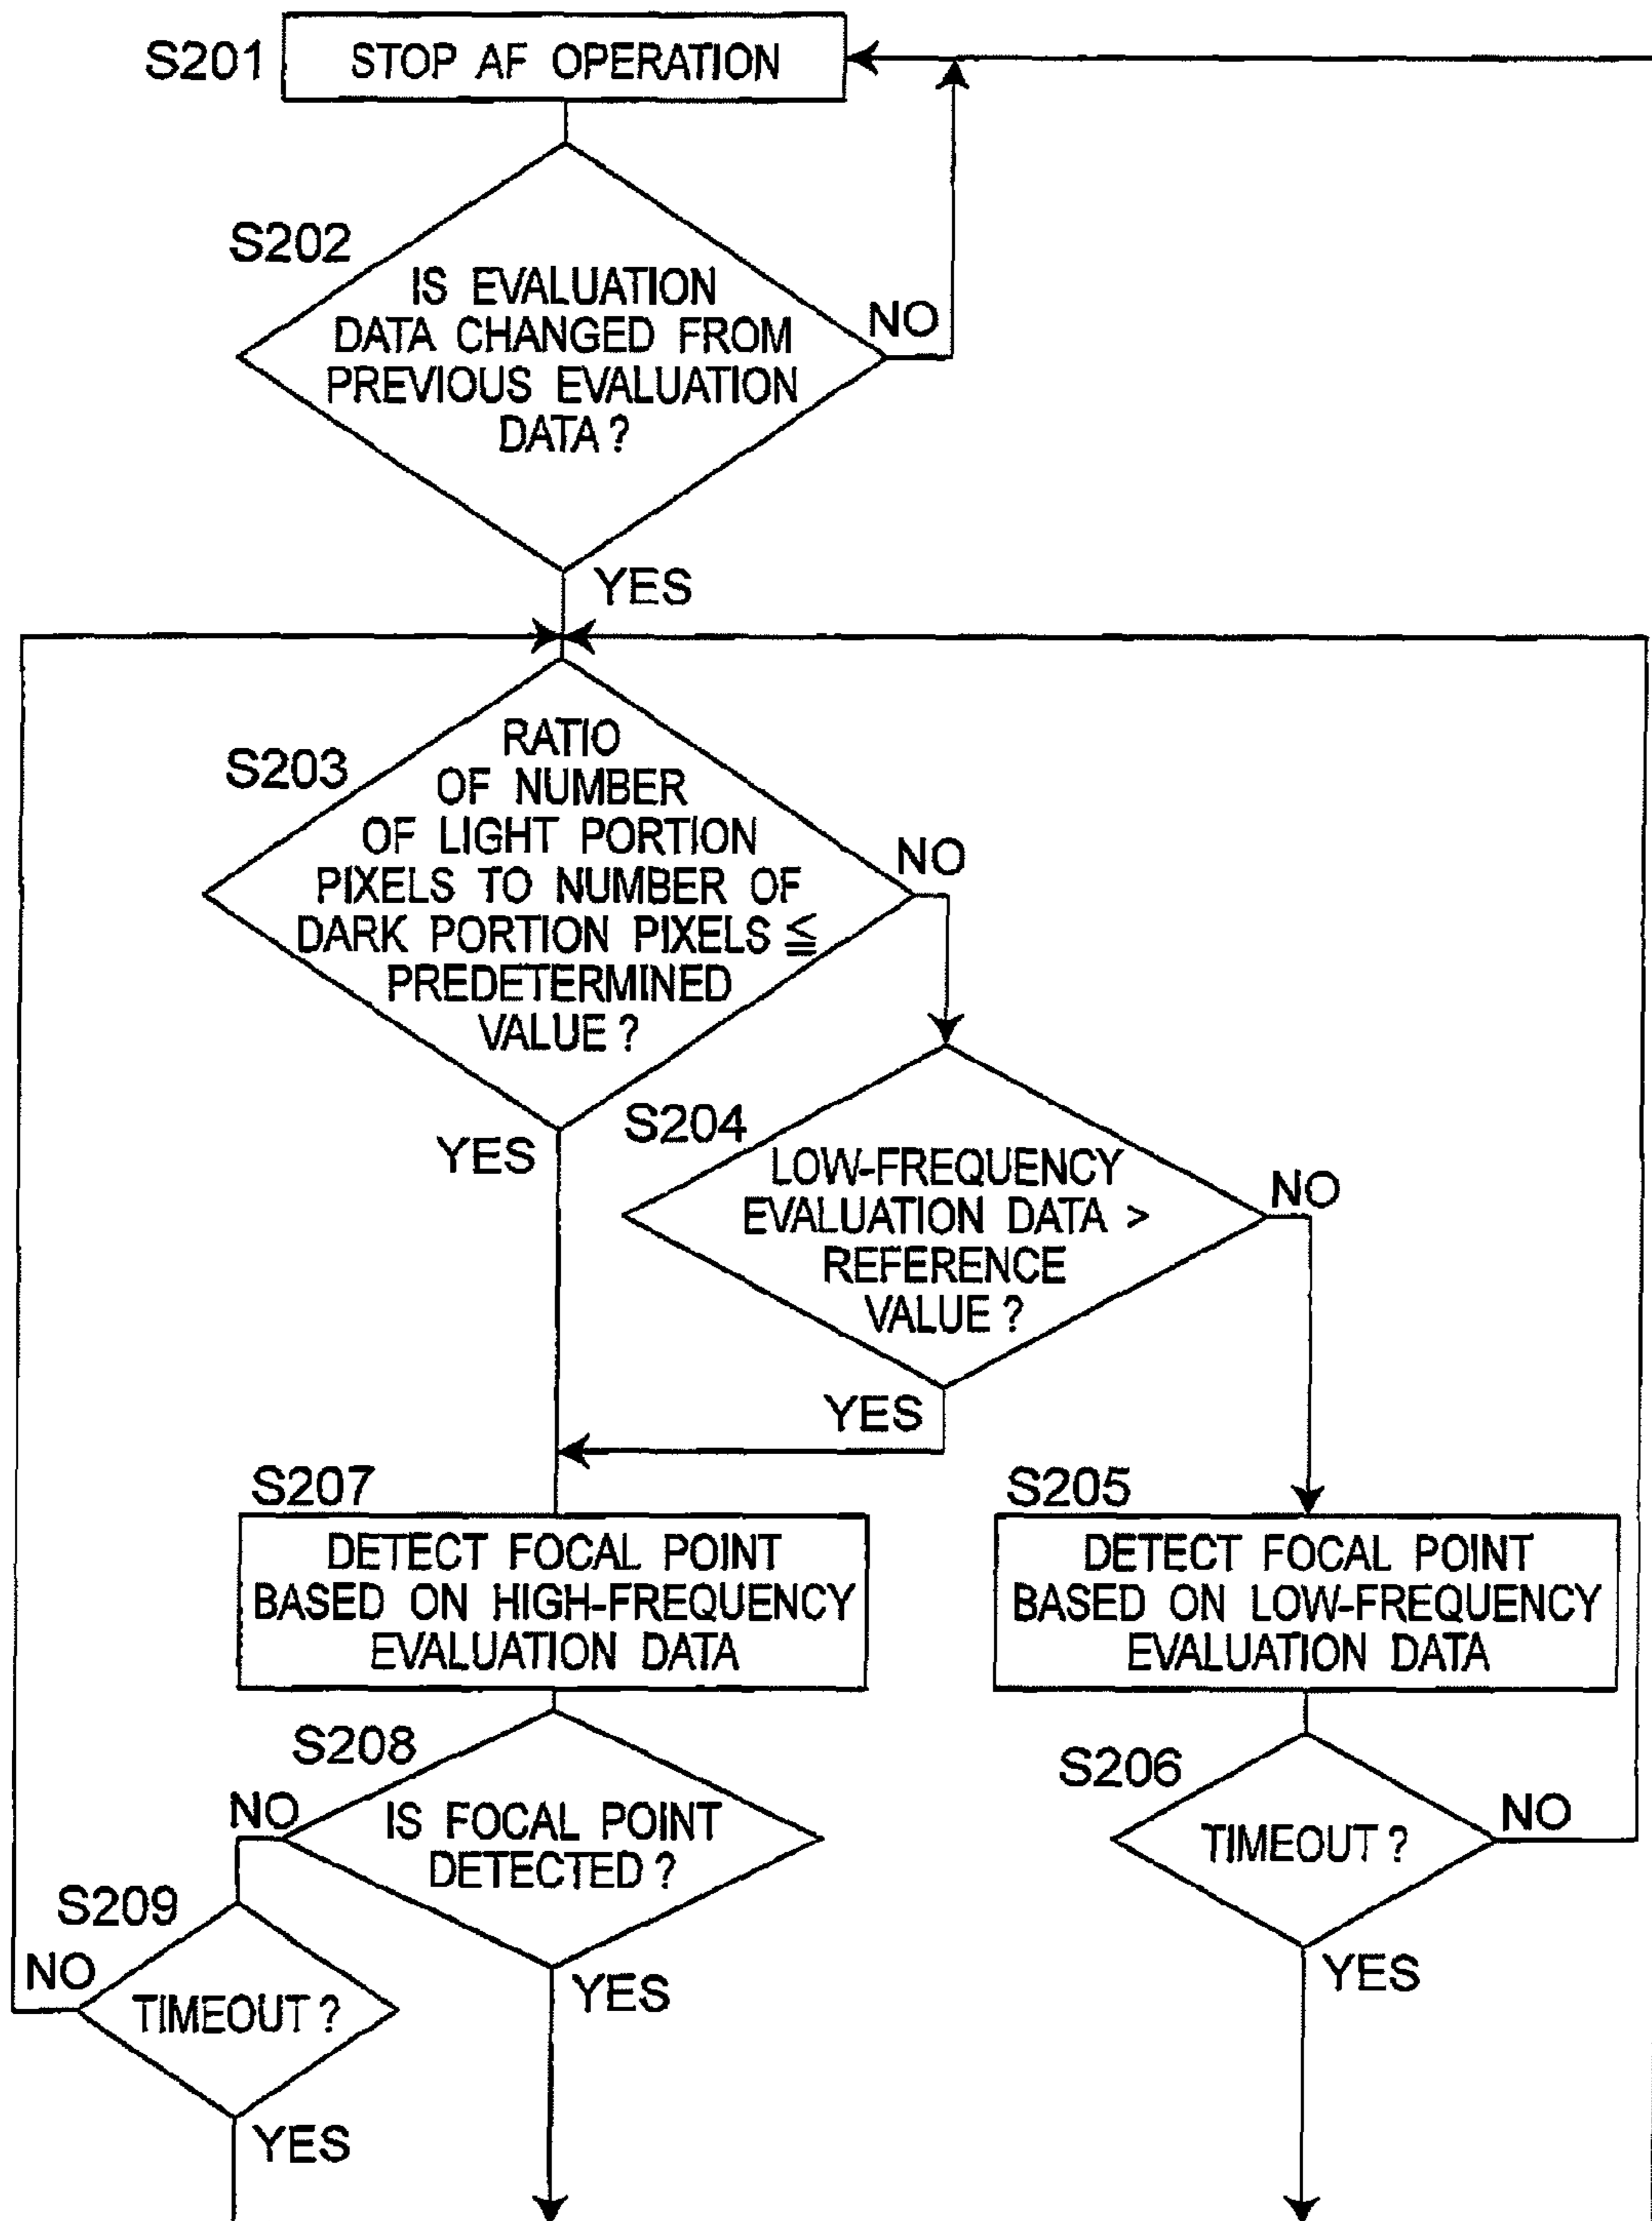 S201
STOP AF OPERATION
S202
IS EVALUATION
DATA CHANGED FROM
PREVIOUS EVALUATION
DATA ?
NO
YES
S203
RATIO
OF NUMBER
OF LIGHT PORTION
PIXELS TO NUMBER OF
DARK PORTION PIXELS ≦
PREDETERMINED
VALUE ?
NO
YES
S204
LOW-FREQUENCY
EVALUATION DATA >
REFERENCE
VALUE ?
NO
YES
S207
DETECT FOCAL POINT
BASED ON HIGH-FREQUENCY
EVALUATION DATA
S205
DETECT FOCAL POINT
BASED ON LOW-FREQUENCY
EVALUATION DATA
S208
IS FOCAL POINT
DETECTED ?
NO
YES
S206
TIMEOUT ?
NO
YES
S209
TIMEOUT ?
NO
YES